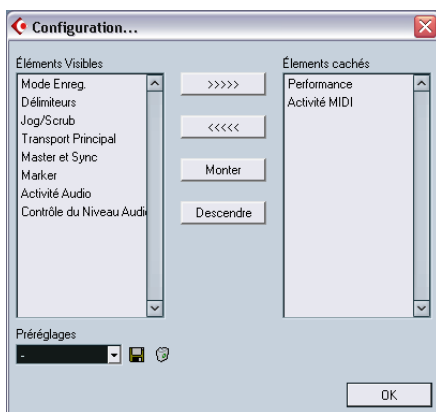 Configuration...
Éléments Visibles
Mode Enreg.
Délimiteurs
Jog/Scrub
Transport Principal
Master et Sync
Marker
Activité Audio
Contrôle du Niveau Audi
>>>>>
<<<<<
Monter
Descendre
Élements cachés
Performance
Activité MIDI
Préréglages
-
OK